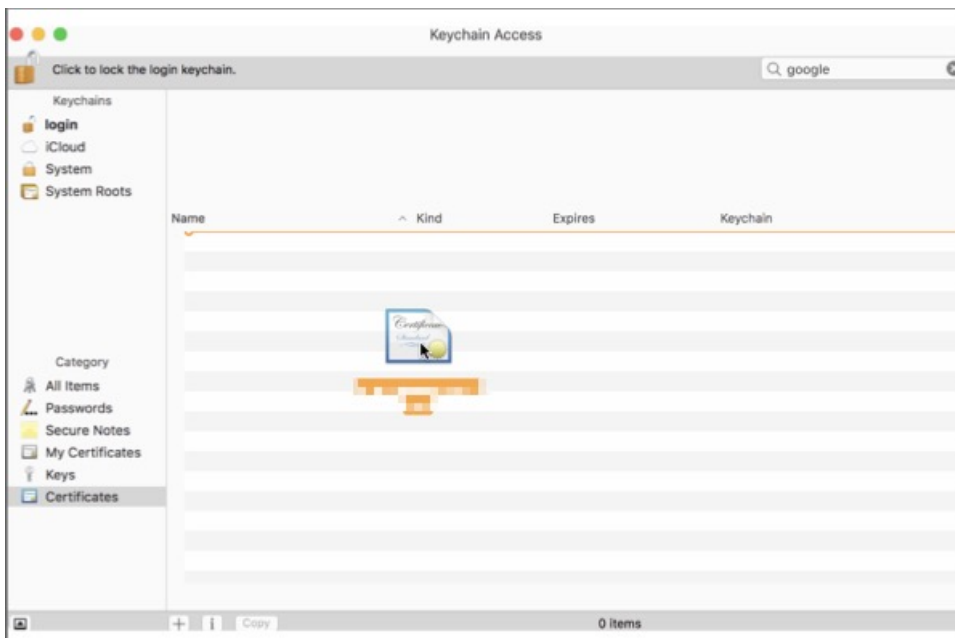 Keychain Access
Click to lock the login keychain.
google
Keychains
login
iCloud
System
System Roots
Name Kind Expires Keychain
Category
All Items
Passwords
Secure Notes
My Certificates
Keys
Certificates
Copy
0 items